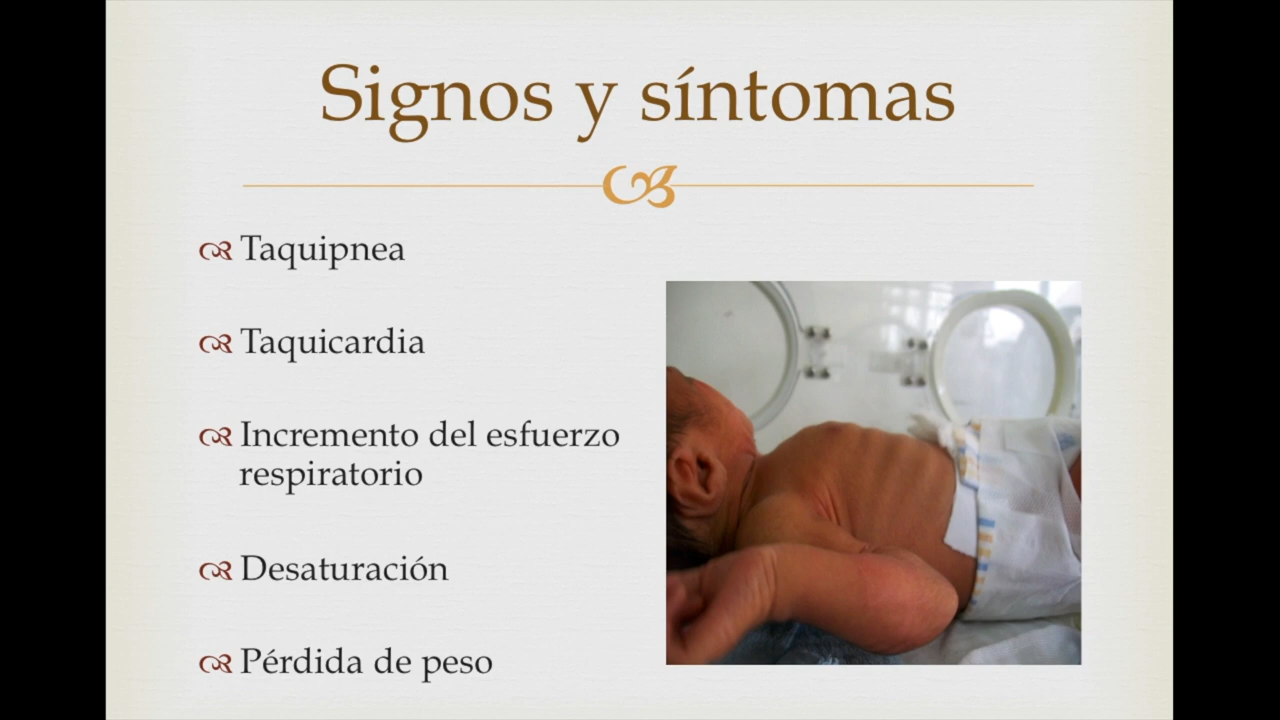 Signos y síntomas
Taquipnea
Taquicardia
Incremento del esfuerzo
respiratorio
Desaturación
Pérdida de peso